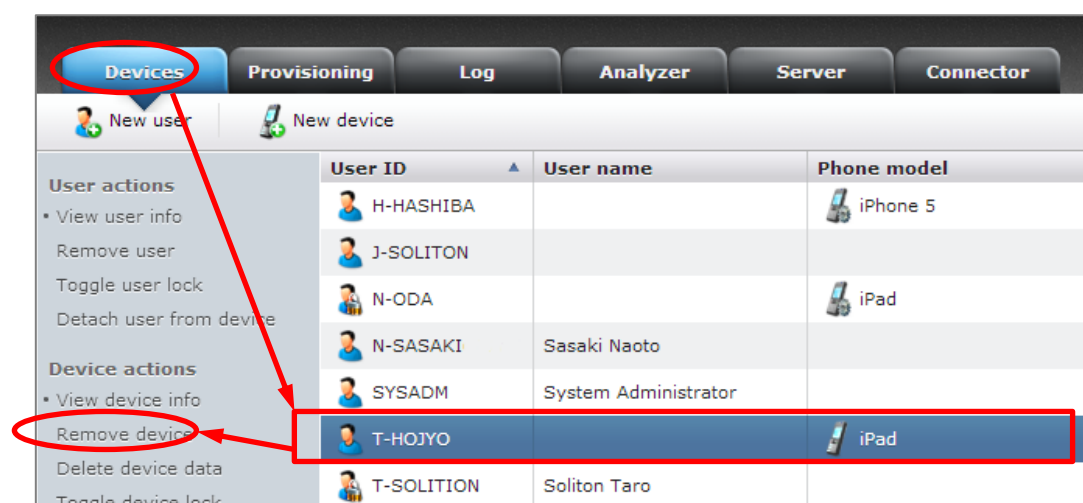 Devices Provisioning Log Analyzer Server Connector
New user New device
User ID User name Phone model
User actions
• View user info
Remove user
Toggle user lock
Detach user from device
Device actions
• View device info
Remove device
Delete device data
Toggle device lock
H-HASHIBA iPhone 5
J-SOLITON
N-ODA iPad
N-SASAKI Sasaki Naoto
SYSADM System Administrator
T-HOJYO iPad
T-SOLITION Soliton Taro